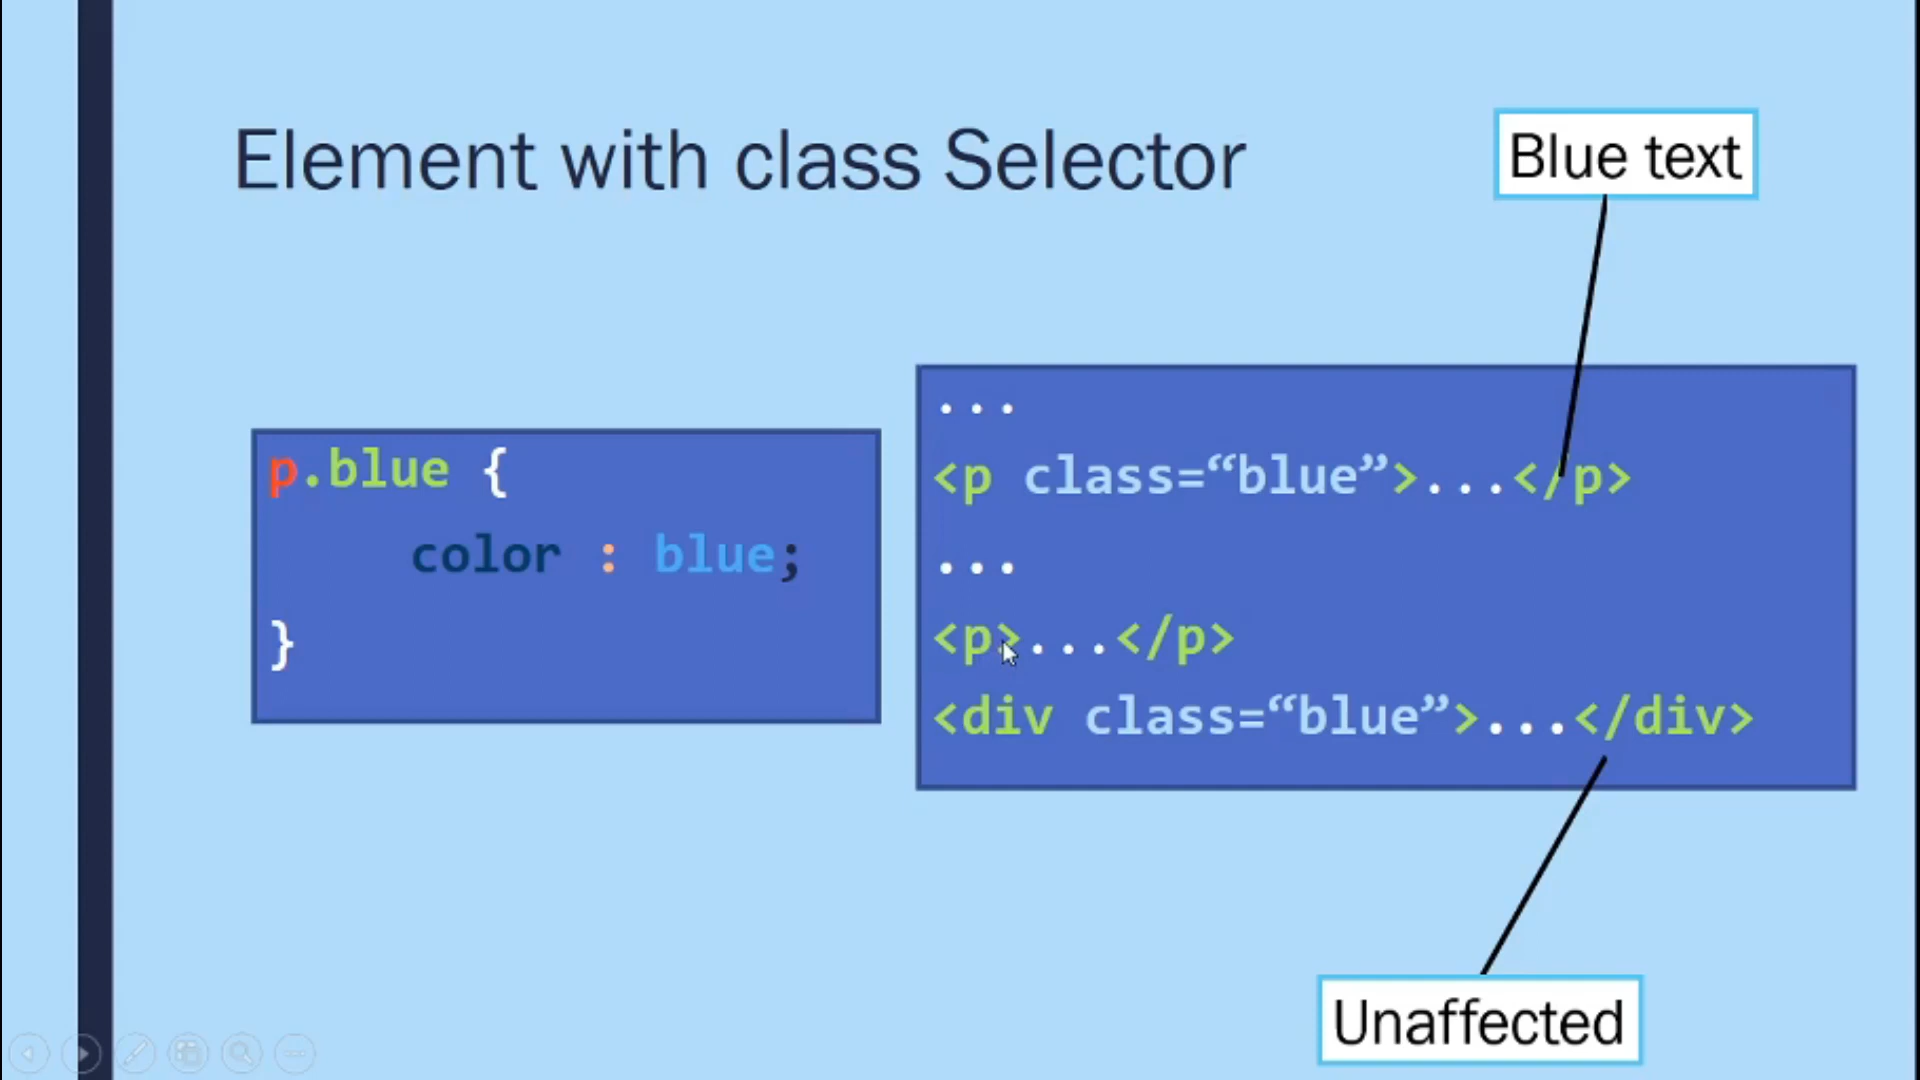 Element with class Selector
Blue text
p.blue {
color : blue;
}
...
<p class=“blue”>...</p>
...
<p>...</p>
<div class=“blue”>...</div>
Unaffected